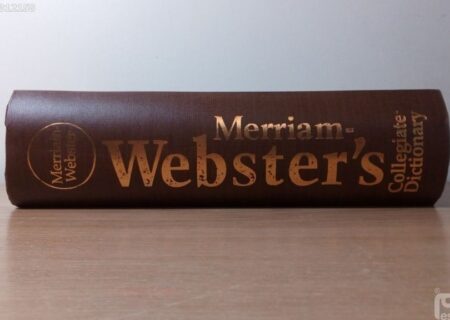 Merriam-
Webster
Merriam-
Webster's
Collegiate®
Dictionary